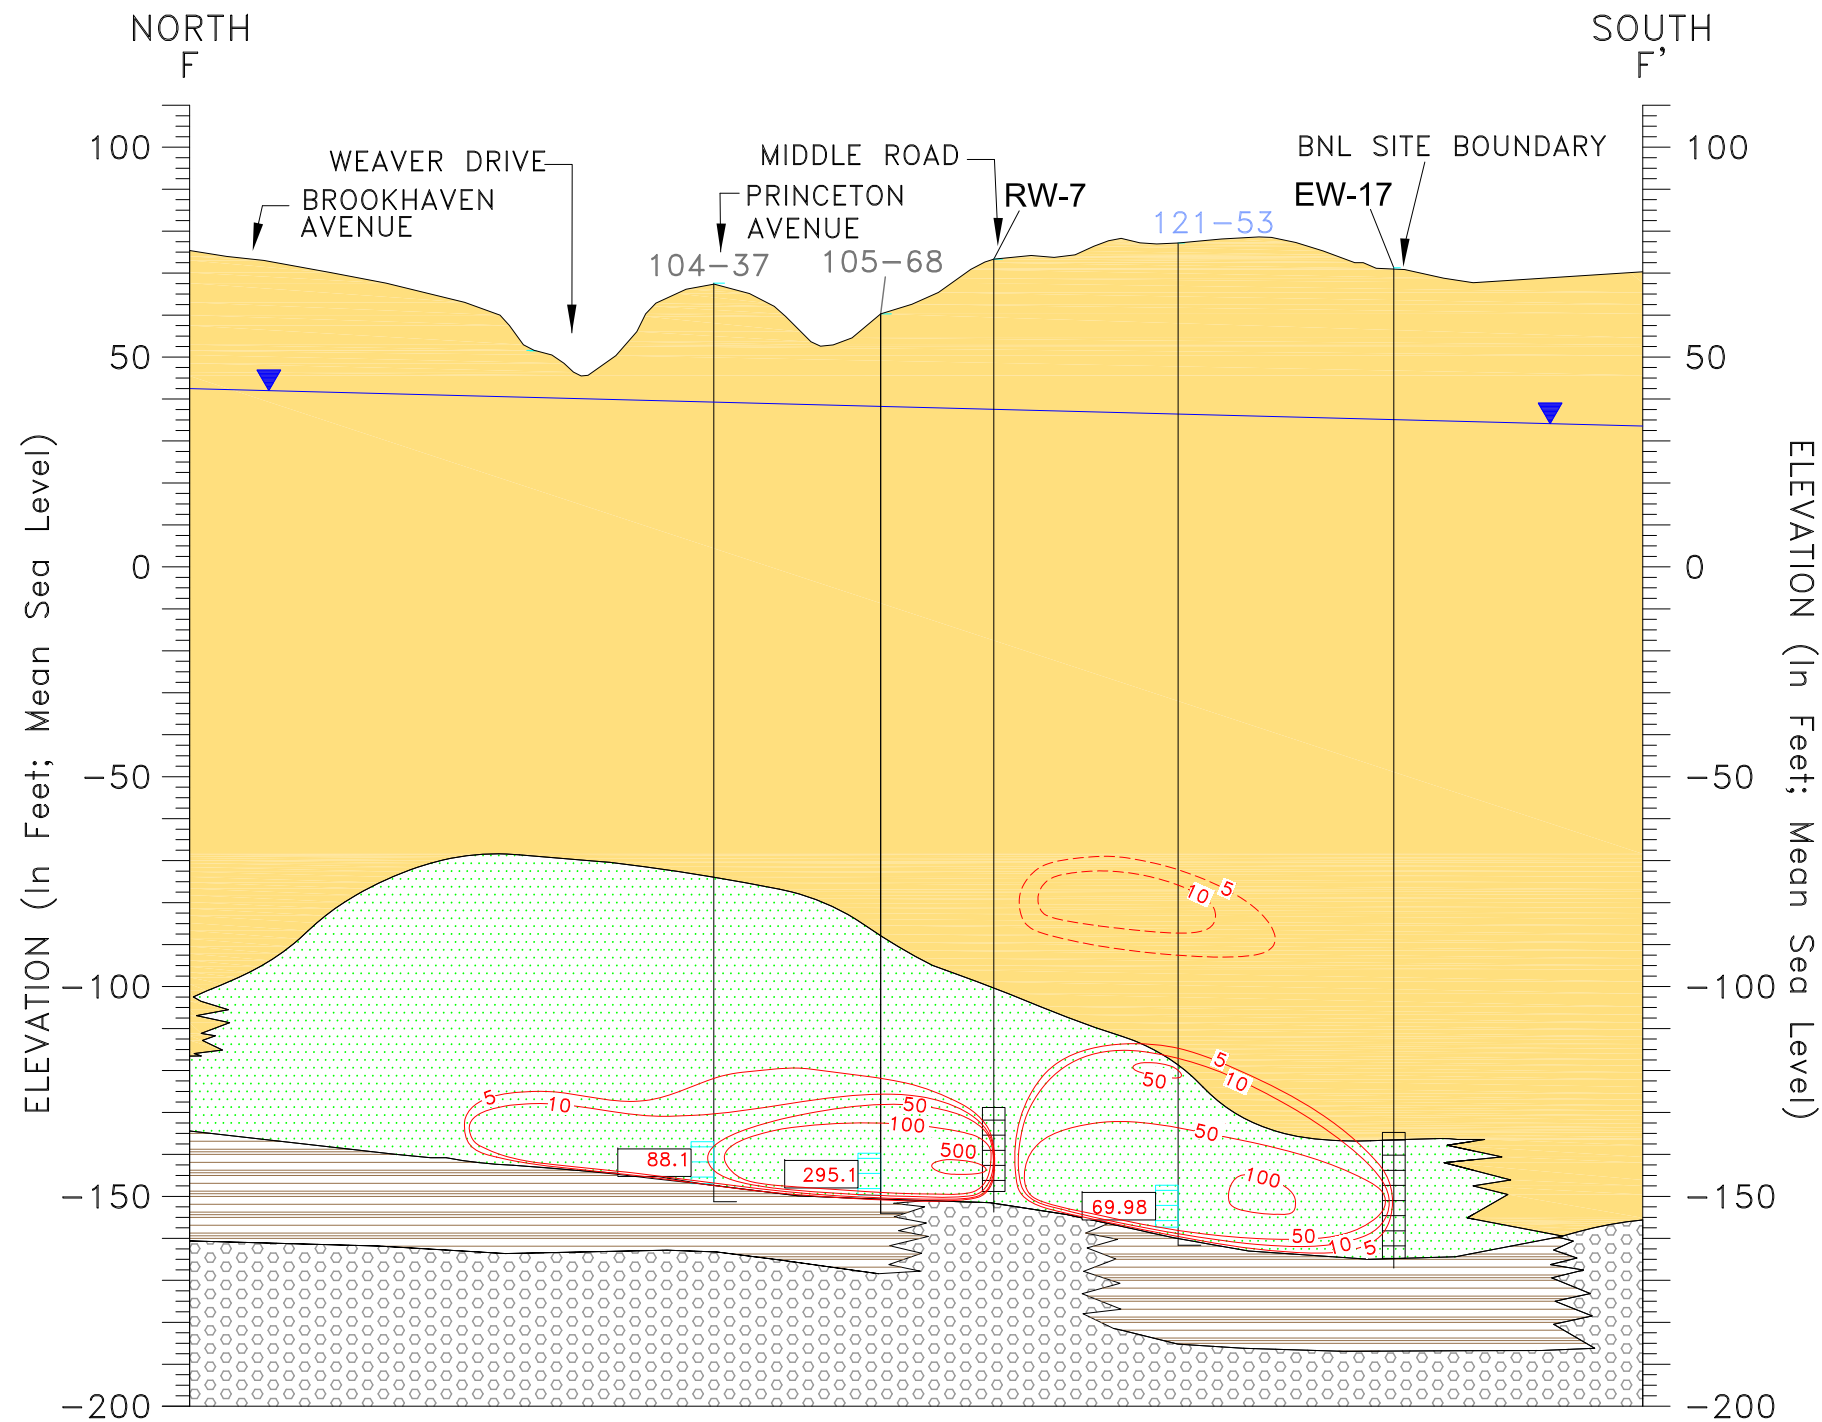 NORTH
F
SOUTH
F'
WEAVER DRIVE
BROOKHAVEN
AVENUE
MIDDLE ROAD
PRINCETON
AVENUE
RW-7
BNL SITE BOUNDARY
EW-17
121-53
104-37
105-68
ELEVATION (In Feet; Mean Sea Level)
100
50
0
-50
-100
-150
-200
100
50
0
-50
-100
-150
-200
ELEVATION (In Feet; Mean Sea Level)
5
10
5
10
50
100
500
88.1
295.1
5
10
50
50
100
69.98
50
10
5